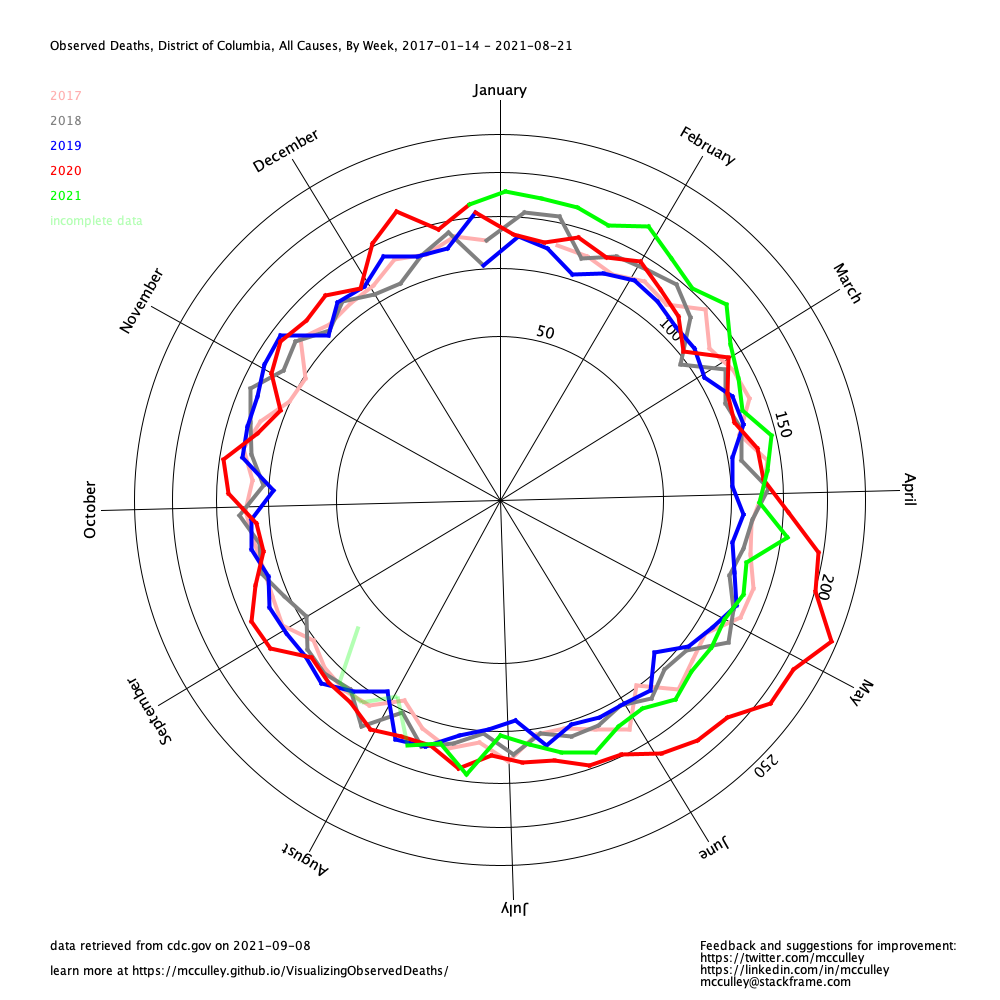 Observed Deaths, District of Columbia, All Causes, By Week, 2017-01-14 - 2021-08-21
January
2017
2018
2019
2020
2021
incomplete data
December
February
November
March
50
100
150
April
October
200
May
September
250
June
August
July
data retrieved from cdc.gov on 2021-09-08
learn more at https://mcculley.github.io/VisualizingObservedDeaths/
Feedback and suggestions for improvement:
https://twitter.com/mcculley
https://linkedin.com/in/mcculley
mcculley@stackframe.com